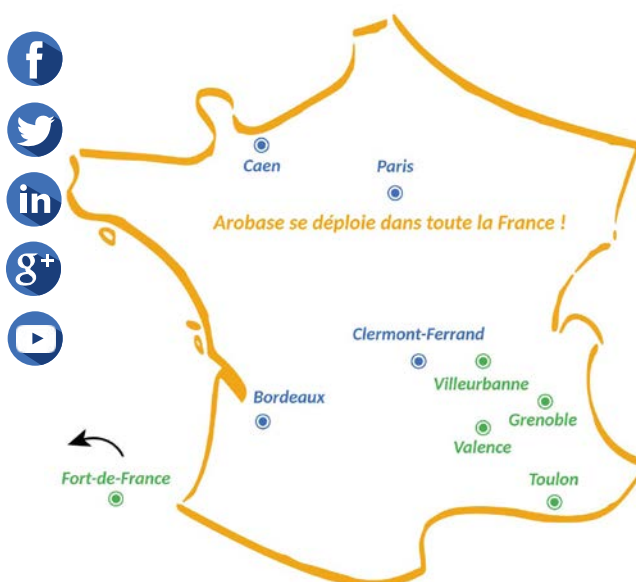 f
Caen
Paris
in
Arobase se déploie dans toute la France !
g+
Clermont-Ferrand
Villeurbanne
Bordeaux
Grenoble
Valence
Fort-de-France
Toulon